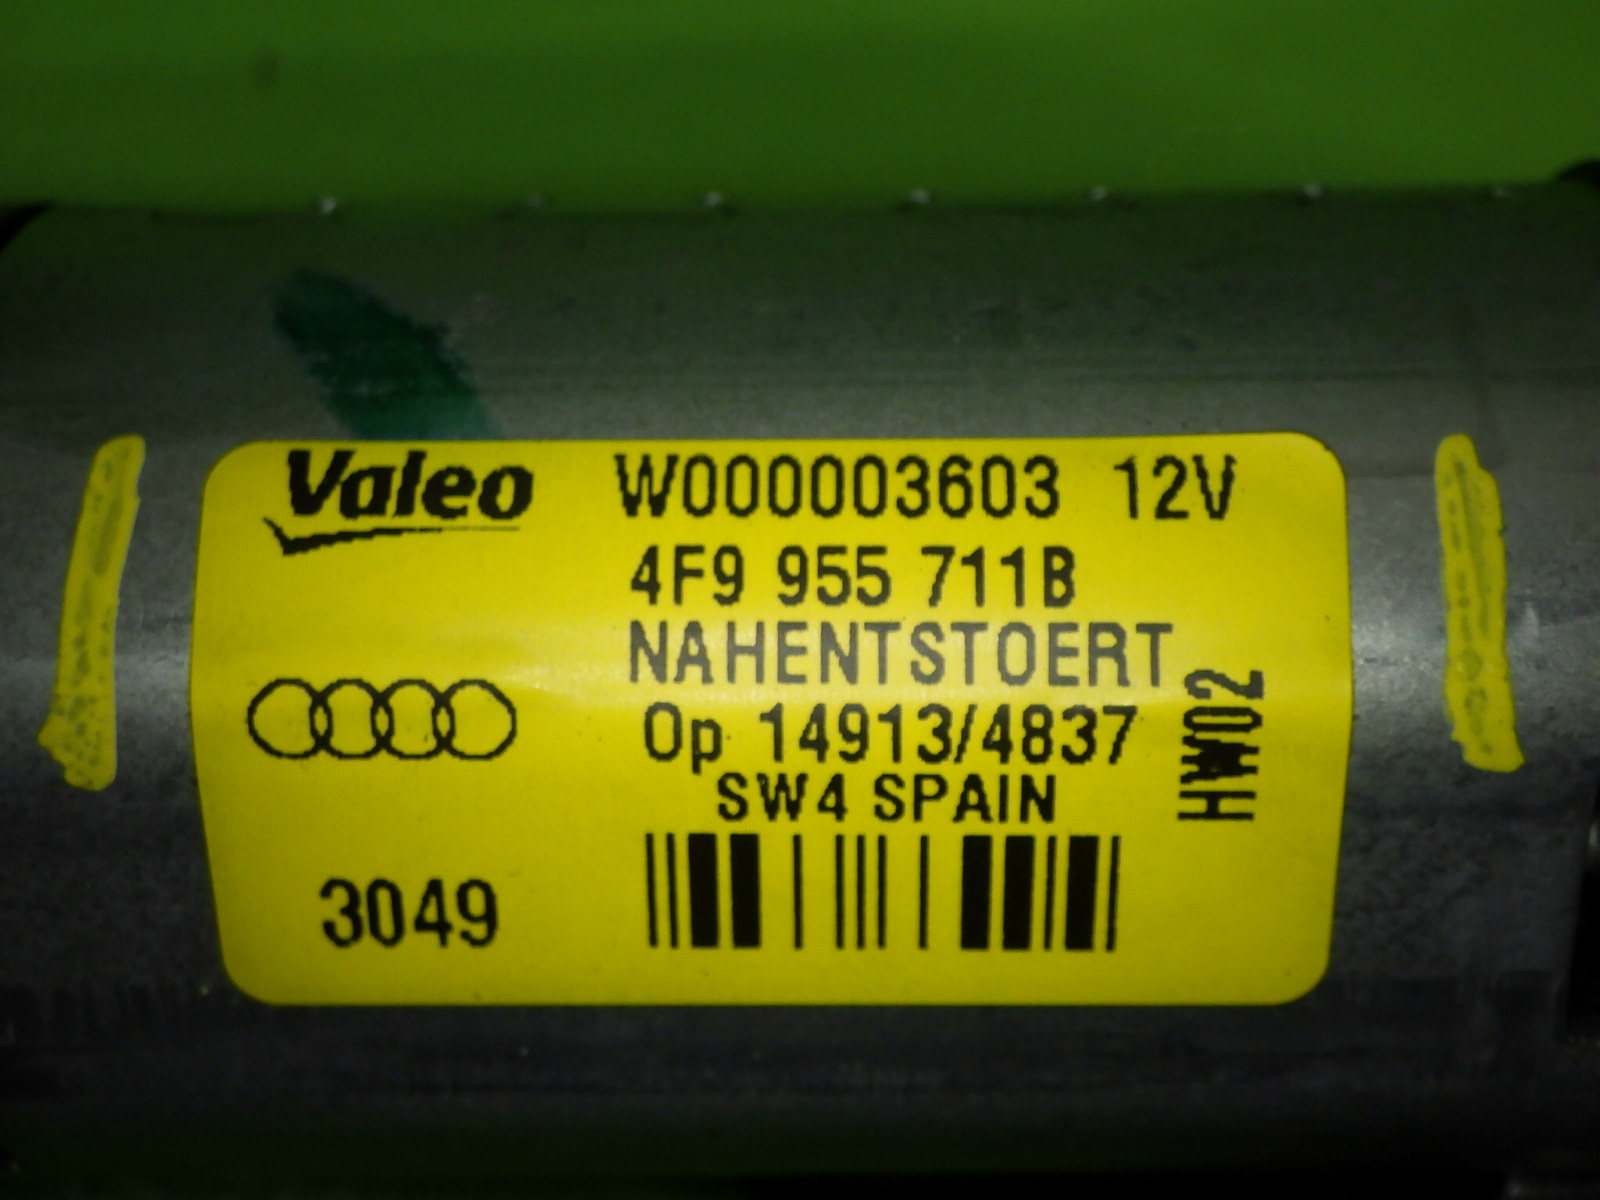 Valeo W000003603 12V
4F9 955 711B
NAHENTSTOERT
Op 14913/4837
SW4 SPAIN
HW02
3049